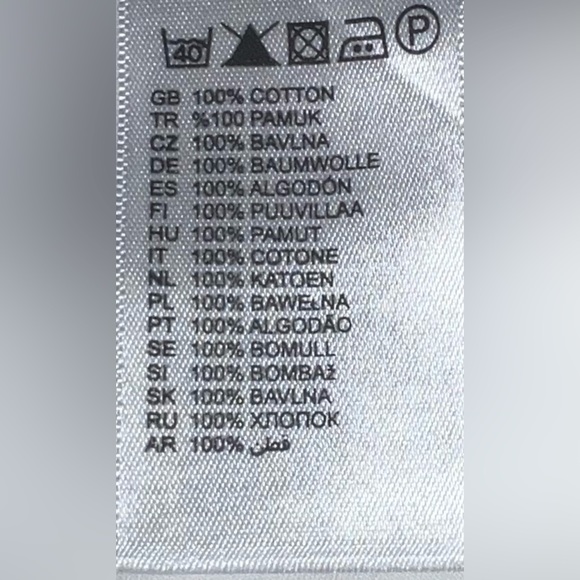 40 P
GB 100% COTTON
TR %100 PAMUK
CZ 100% BAVLNA
DE 100% BAUMWOLLE
ES 100% ALGODÓN
FI 100% PUUVILLAA
HU 100% PAMUT
IT 100% COTONE
NL 100% KATOEN
PL 100% BAWEŁNA
PT 100% ALGODÃO
SE 100% BOMULL
SI 100% BOMBAž
SK 100% BAVLNA
RU 100% ХЛОПОК
AR 100% قطن